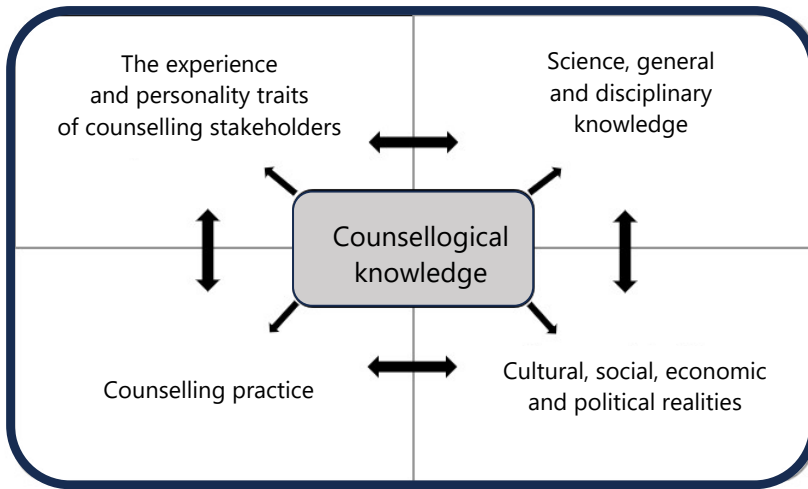 The experience
and personality traits
of counselling stakeholders
Science, general
and disciplinary
knowledge
Counsellogical
knowledge
Counselling practice
Cultural, social, economic
and political realities